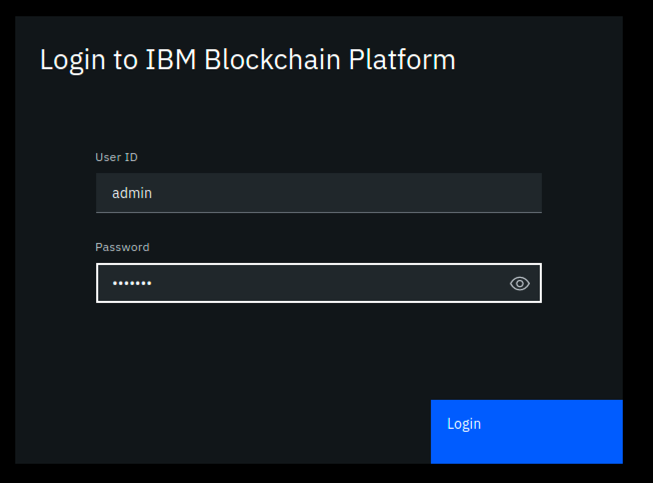 Login to IBM Blockchain Platform
User ID
admin
Password
•••••••
Login